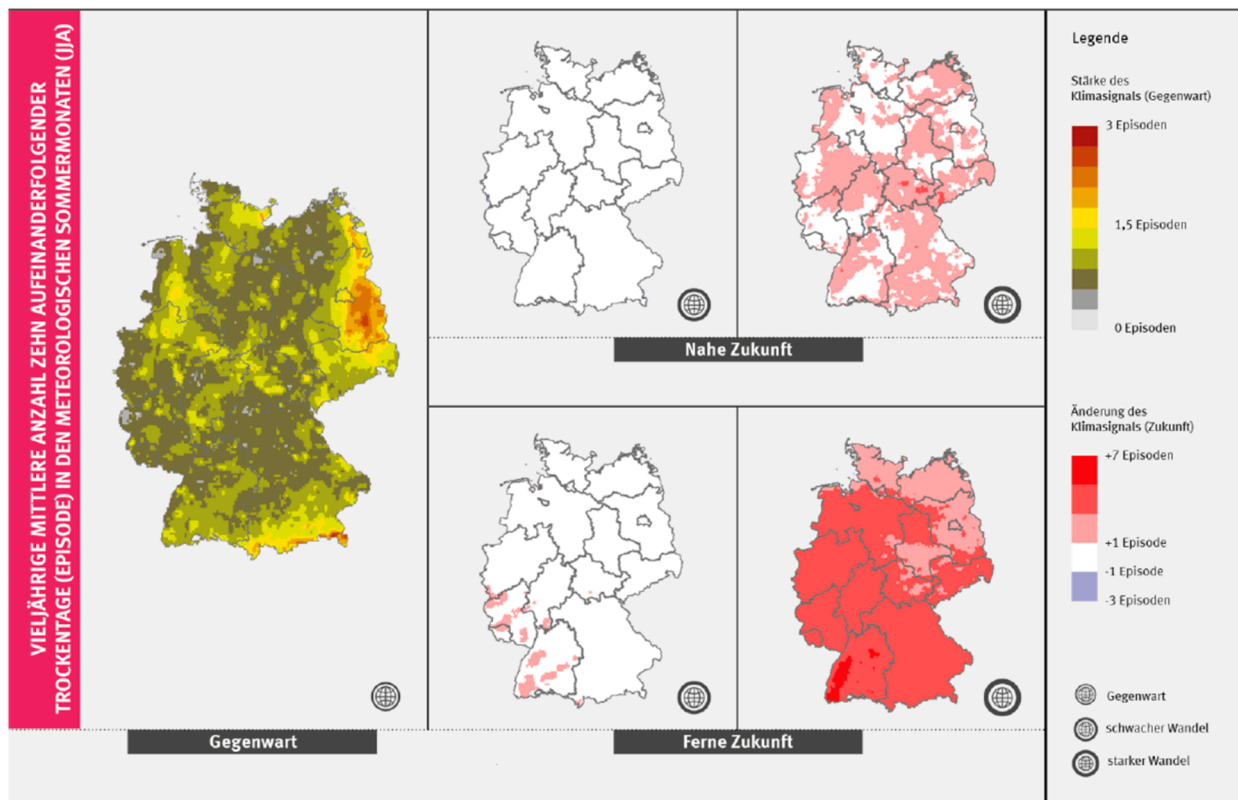 VIELJÄHRIGE MITTLERE ANZAHL ZEHN AUFEINANDERFOLGENDER
TROCKENTAGE (EPISODE) IN DEN METEOROLOGISCHEN SOMMERMONATEN (JJA)
Gegenwart
Nahe Zukunft
Ferne Zukunft
Legende
Stärke des
Klimasignals (Gegenwart)
3 Episoden
1,5 Episoden
0 Episoden
Änderung des
Klimasignals (Zukunft)
+7 Episoden
+1 Episode
-1 Episode
-3 Episoden
Gegenwart
schwacher Wandel
starker Wandel